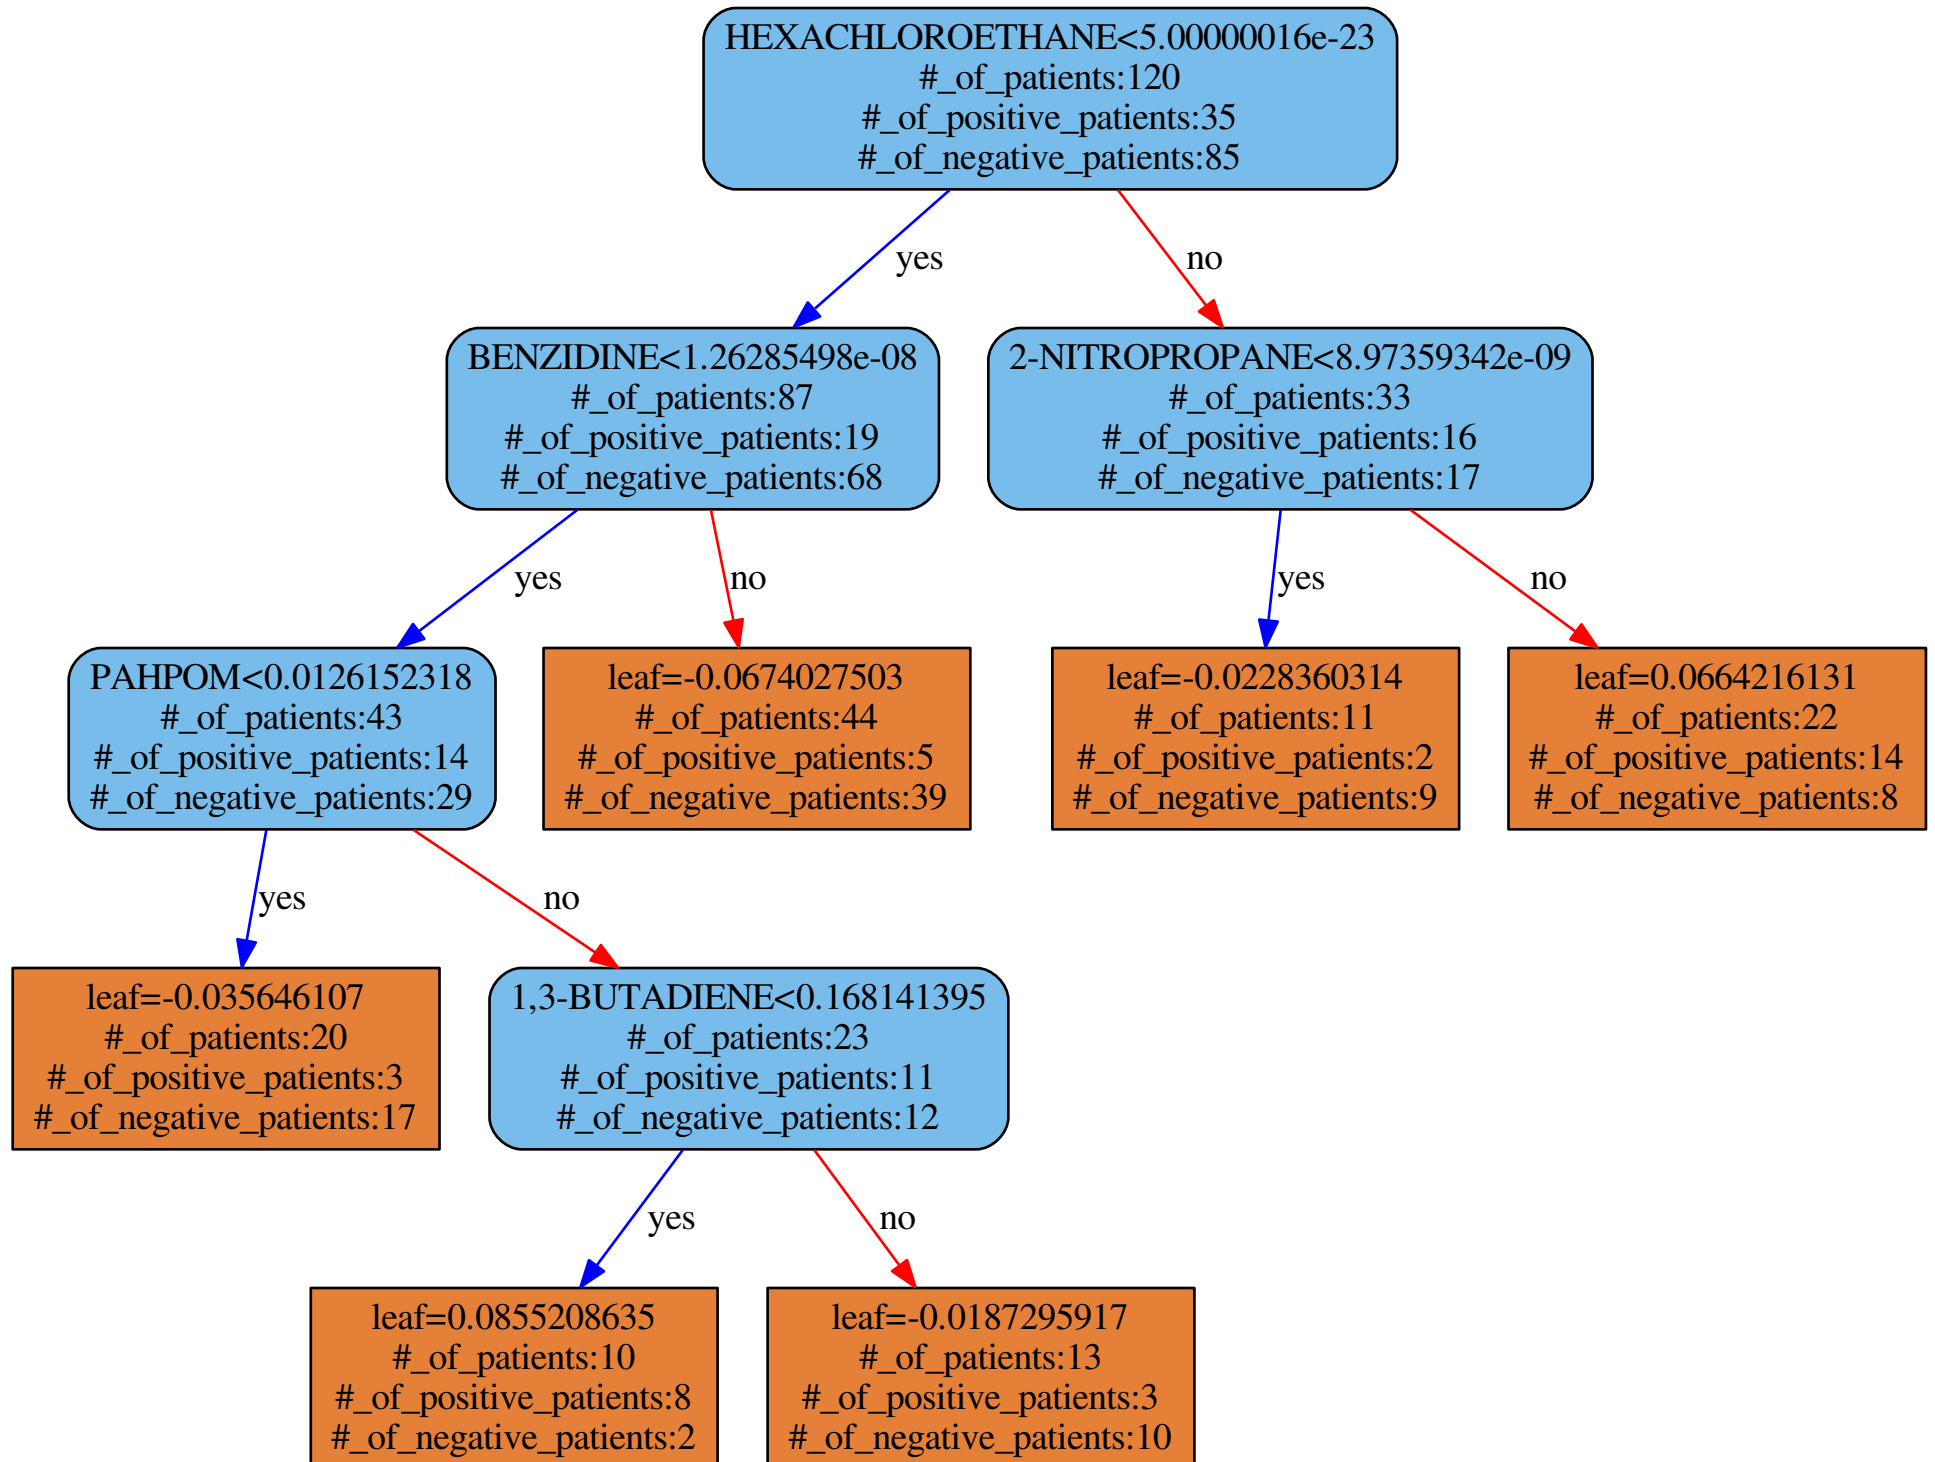 HEXACHLOROETHANE<5.00000016e-23
#_of_patients:120
#_of_positive_patients:35
#_of_negative_patients:85
yes
no
BENZIDINE<1.26285498e-08
#_of_patients:87
#_of_positive_patients:19
#_of_negative_patients:68
2-NITROPROPANE<8.97359342e-09
#_of_patients:33
#_of_positive_patients:16
#_of_negative_patients:17
yes
no
yes
no
PAHPOM<0.0126152318
#_of_patients:43
#_of_positive_patients:14
#_of_negative_patients:29
leaf=-0.0674027503
#_of_patients:44
#_of_positive_patients:5
#_of_negative_patients:39
leaf=-0.0228360314
#_of_patients:11
#_of_positive_patients:2
#_of_negative_patients:9
leaf=0.0664216131
#_of_patients:22
#_of_positive_patients:14
#_of_negative_patients:8
yes
no
leaf=-0.035646107
#_of_patients:20
#_of_positive_patients:3
#_of_negative_patients:17
1,3-BUTADIENE<0.168141395
#_of_patients:23
#_of_positive_patients:11
#_of_negative_patients:12
yes
no
leaf=0.0855208635
#_of_patients:10
#_of_positive_patients:8
#_of_negative_patients:2
leaf=-0.0187295917
#_of_patients:13
#_of_positive_patients:3
#_of_negative_patients:10